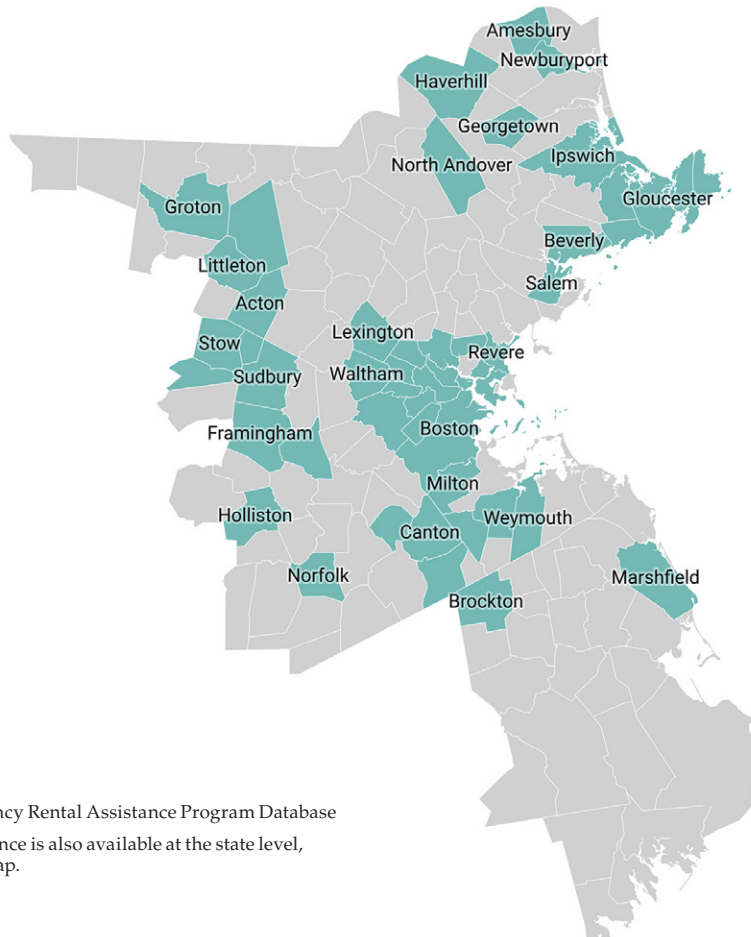 Amesbury
Newburyport
Haverhill
Georgetown
Ipswich
North Andover
Gloucester
Groton
Beverly
Littleton
Salem
Acton
Lexington
Stow
Revere
Waltham
Sudbury
Framingham
Boston
Milton
Holliston
Weymouth
Canton
Norfolk
Marshfield
Brockton
ncy Rental Assistance Program Database
nce is also available at the state level,
ap.